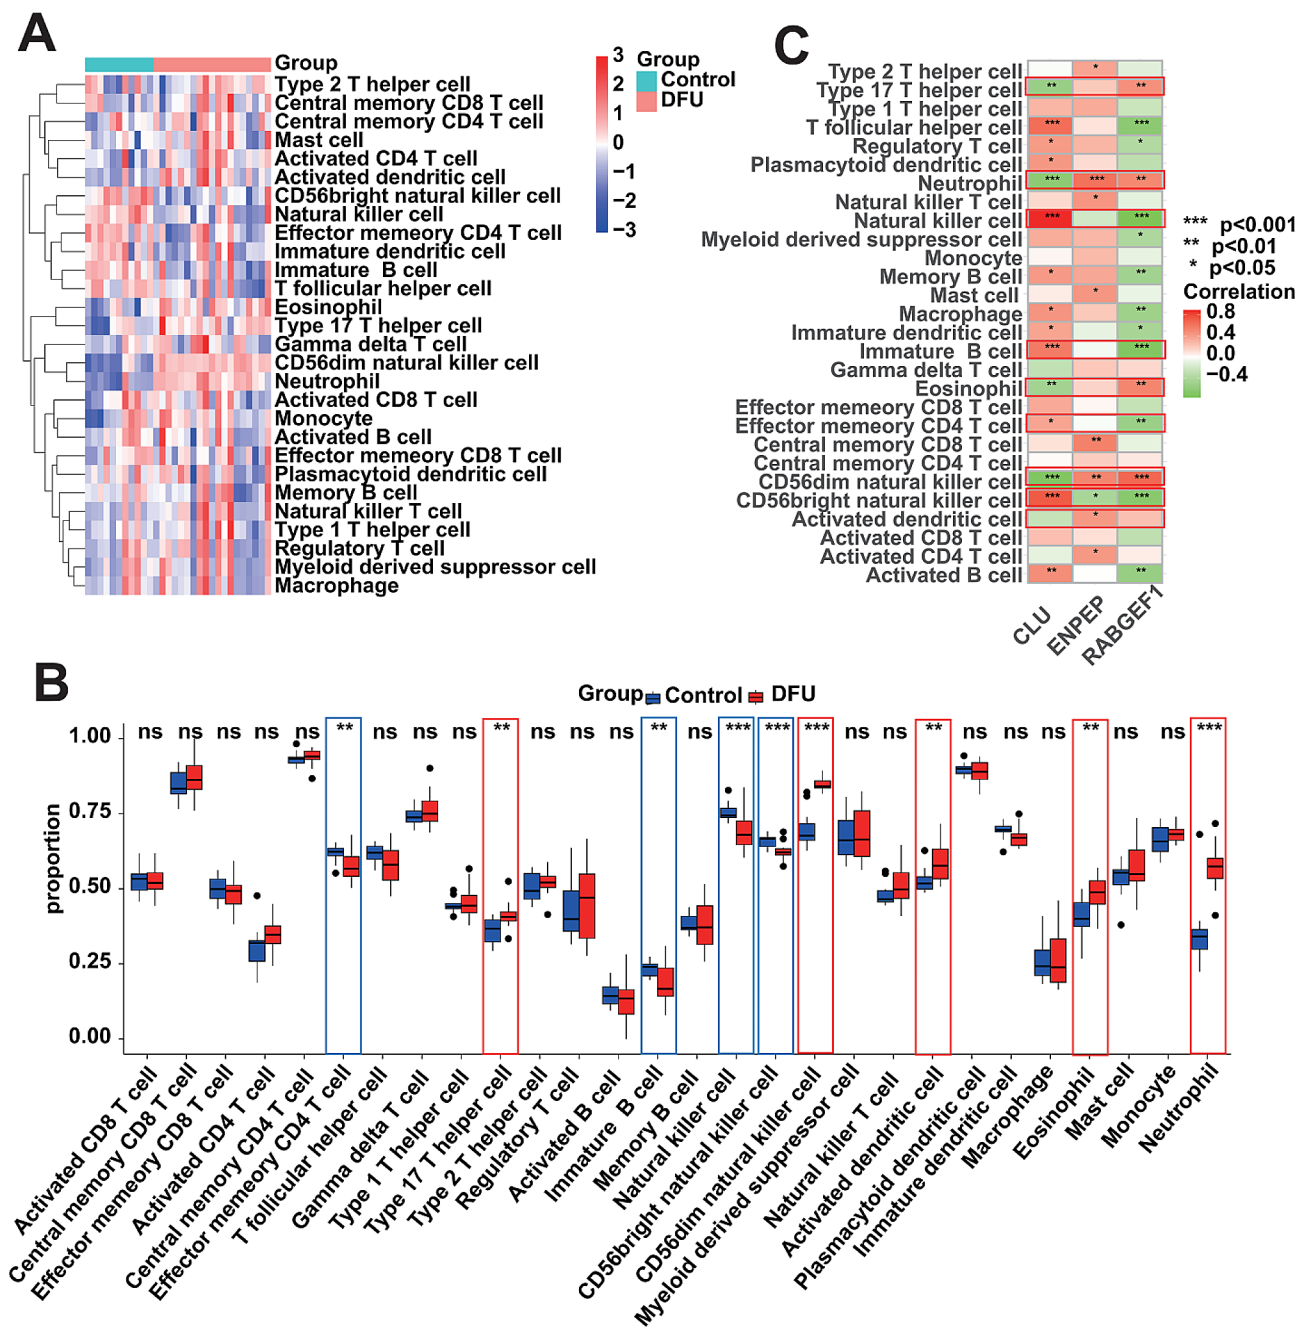 A
Group
Type 2 T helper cell
Central memory CD8 T cell
Central memory CD4 T cell
Mast cell
Activated CD4 T cell
Activated dendritic cell
CD56bright natural killer cell
Natural killer cell
Effector memeory CD4 T cell
Immature dendritic cell
Immature  B cell
T follicular helper cell
Eosinophil
Type 17 T helper cell
Gamma delta T cell
CD56dim natural killer cell
Neutrophil
Activated CD8 T cell
Monocyte
Activated B cell
Effector memeory CD8 T cell
Plasmacytoid dendritic cell
Memory B cell
Natural killer T cell
Type 1 T helper cell
Regulatory T cell
Myeloid derived suppressor cell
Macrophage
3
2
1
0
−1
−2
−3
Group
Control
DFU
C
Type 2 T helper cell *
Type 17 T helper cell ** **
Type 1 T helper cell
T follicular helper cell *** ***
Regulatory T cell * *
Plasmacytoid dendritic cell *
Neutrophil *** *** **
Natural killer T cell *
Natural killer cell *** ***
Myeloid derived suppressor cell *
Monocyte
Memory B cell * **
Mast cell *
Macrophage * **
Immature dendritic cell * *
Immature  B cell *** ***
Gamma delta T cell
Eosinophil ** **
Effector memeory CD8 T cell
Effector memeory CD4 T cell * **
Central memory CD8 T cell **
Central memory CD4 T cell
CD56dim natural killer cell *** ** ***
CD56bright natural killer cell *** * ***
Activated dendritic cell *
Activated CD8 T cell
Activated CD4 T cell *
Activated B cell ** **
CLU
ENPEP
RABGEF1
*** p<0.001
** p<0.01
* p<0.05
Correlation
0.8
0.0
−0.4
B
Group Control DFU
ns ns ns ns ns ** ns ns ns ** ns ns ns ** ns *** *** *** ns ns ** ns ns ns ** ns ns ***
proportion
1.00
0.75
0.50
0.25
0.00
Activated CD8 T cell
Central memory CD8 T cell
Effector memeory CD8 T cell
Activated CD4 T cell
Central memory CD4 T cell
Effector memeory CD4 T cell
T follicular helper cell
Gamma delta T cell
Type 1 T helper cell
Type 17 T helper cell
Type 2 T helper cell
Regulatory T cell
Activated B cell
Immature  B cell
Memory B cell
Natural killer cell
CD56bright natural killer cell
CD56dim natural killer cell
Myeloid derived suppressor cell
Natural killer T cell
Activated dendritic cell
Plasmacytoid dendritic cell
Immature dendritic cell
Macrophage
Eosinophil
Mast cell
Monocyte
Neutrophil